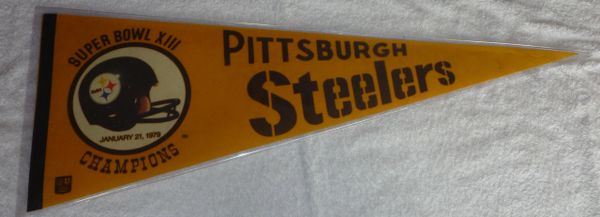 SUPER BOWL XIII
JANUARY 21, 1979
CHAMPIONS
PITTSBURGH
Steelers